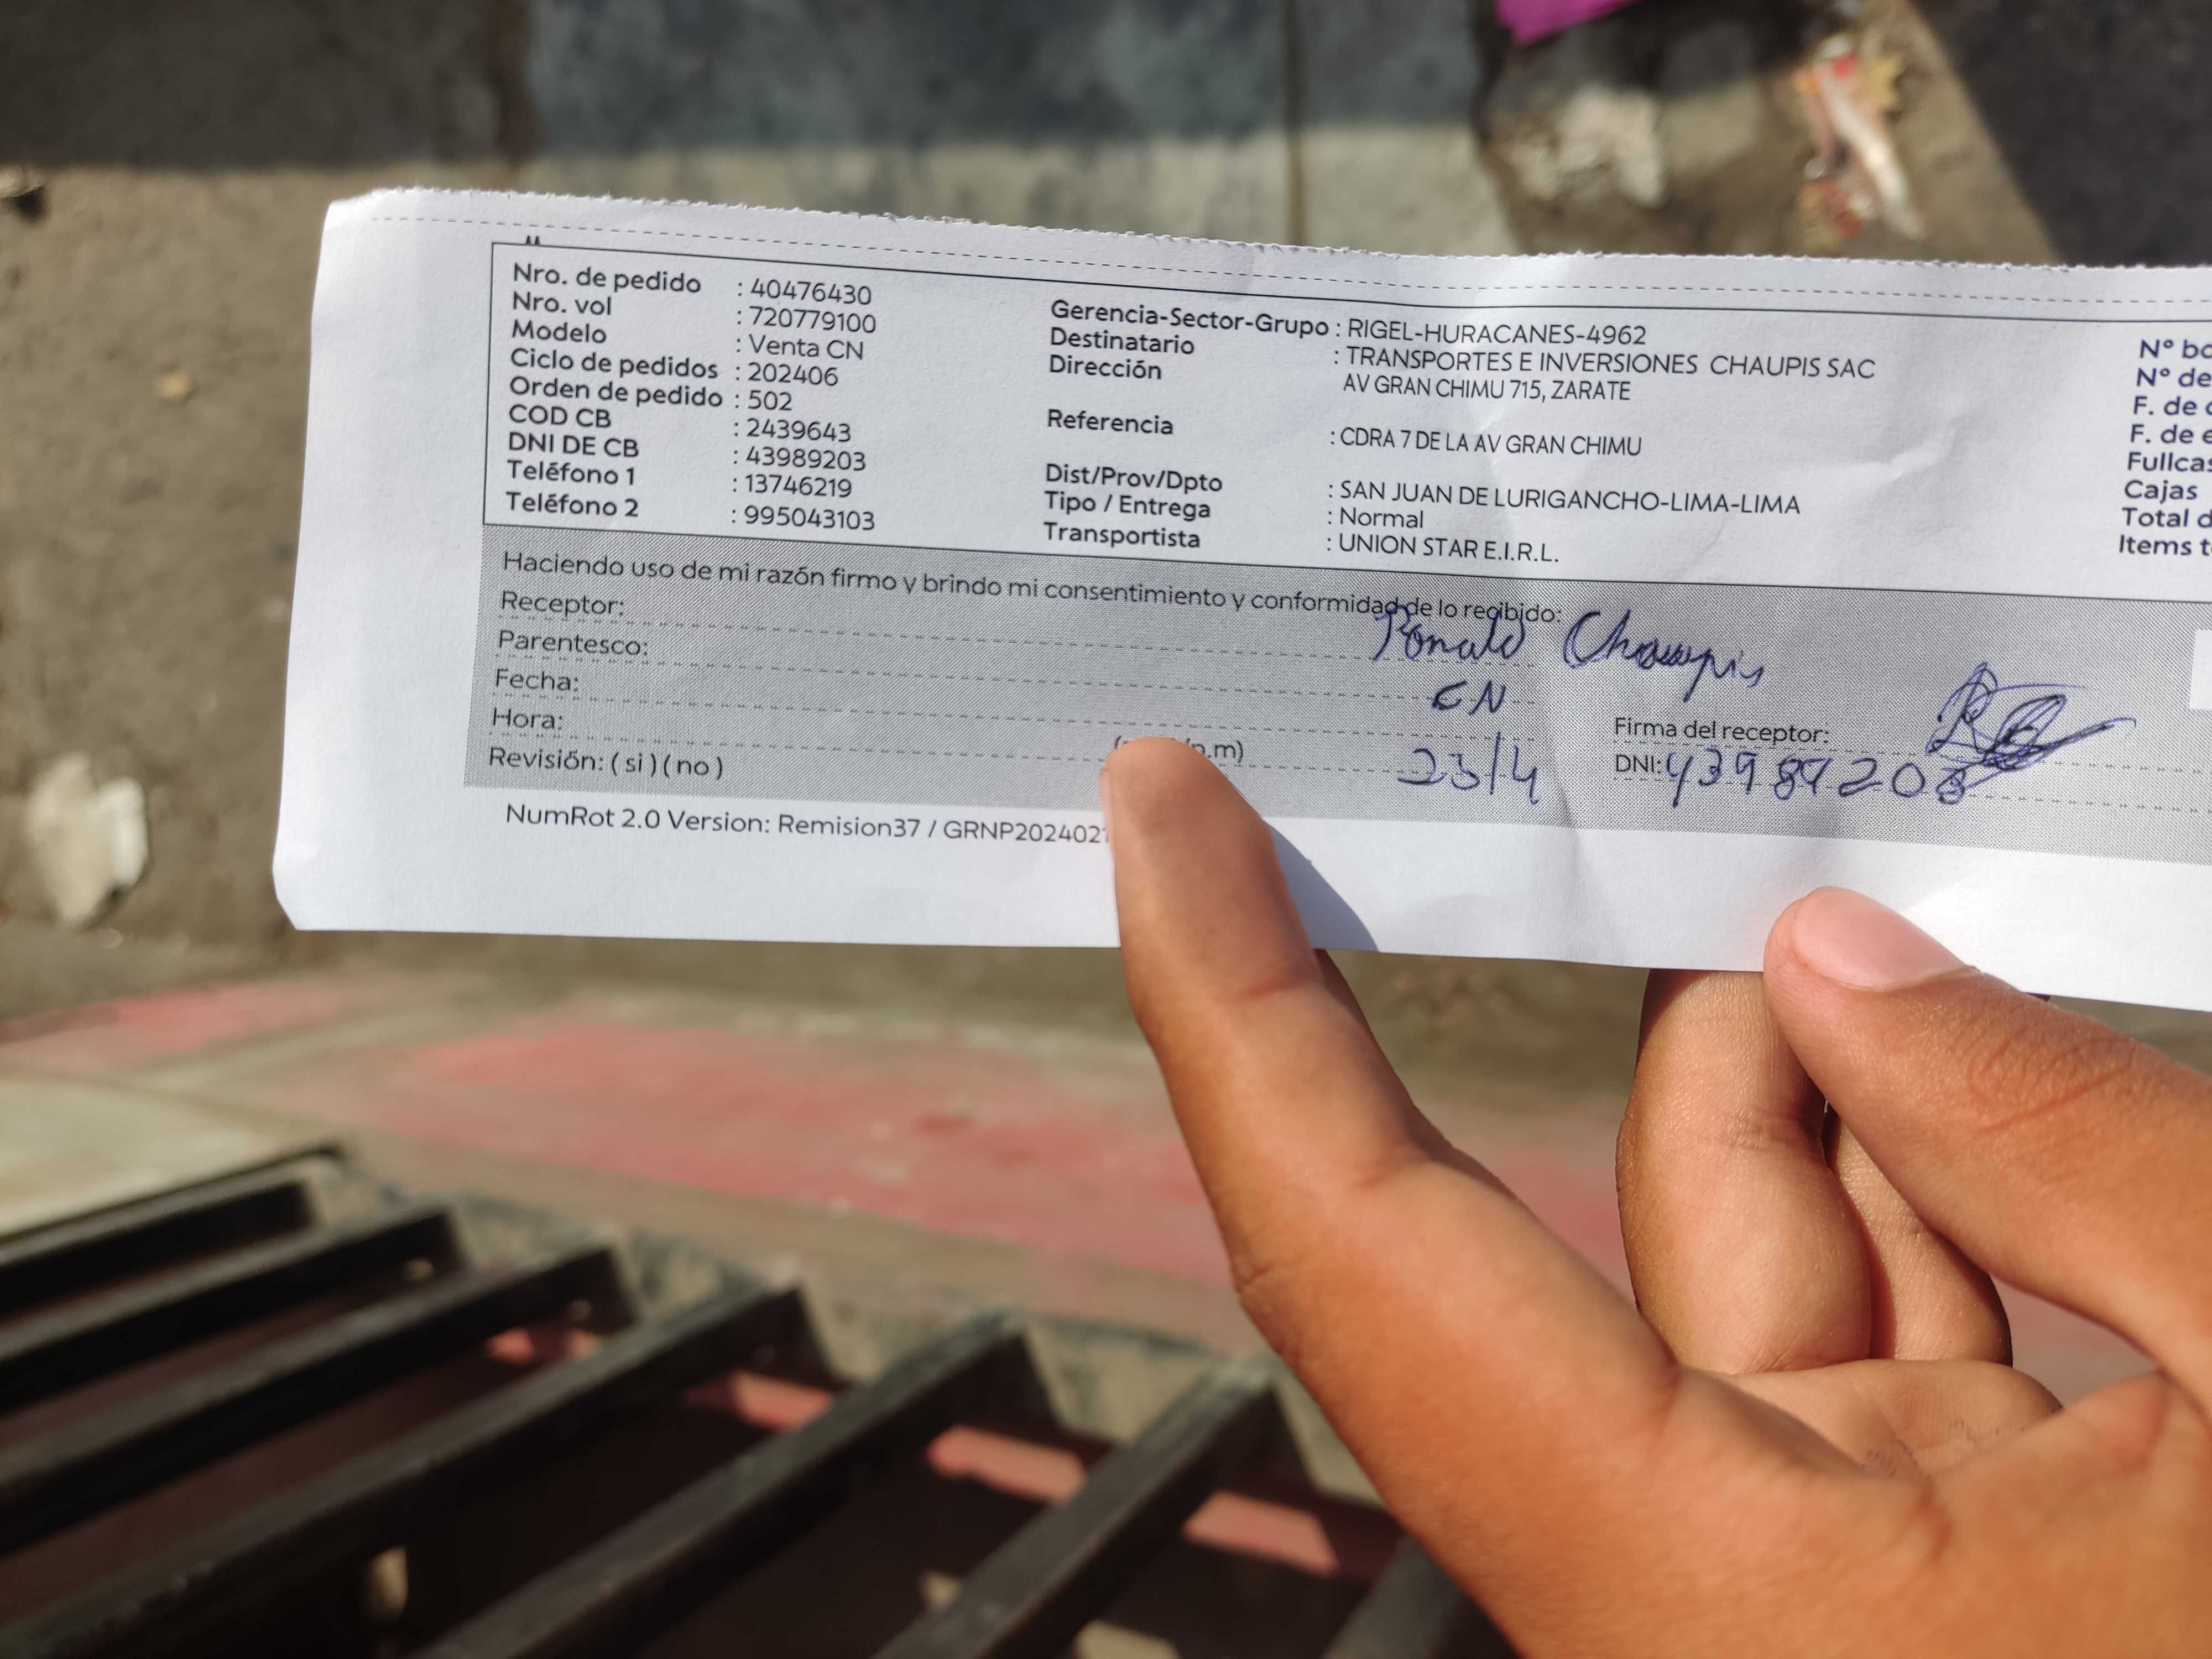 Nro. de pedido : 40476430
Nro. vol : 720779100
Modelo : Venta CN
Ciclo de pedidos : 202406
Orden de pedido : 502
COD CB : 2439643
DNI DE CB : 43989203
Teléfono 1 : 13746219
Teléfono 2 : 995043103
Gerencia-Sector-Grupo : RIGEL-HURACANES-4962
Destinatario : TRANSPORTES E INVERSIONES CHAUPIS SAC
Dirección AV GRAN CHIMU 715, ZARATE
Referencia : CDRA 7 DE LA AV GRAN CHIMU
Dist/Prov/Dpto : SAN JUAN DE LURIGANCHO-LIMA-LIMA
Tipo / Entrega : Normal
Transportista : UNION STAR E.I.R.L.
N° bo
N° de
F. de
F. de e
Fullcas
Cajas
Total d
Items t
Haciendo uso de mi razón firmo y brindo mi consentimiento y conformidad de lo recibido:
Receptor: Ronald Chaupis
Parentesco: CN
Fecha: 23/4
Hora: p.m)
Revisión: ( si ) ( no )
Firma del receptor:
DNI: 43989203
NumRot 2.0 Version: Remision37 / GRNP202402